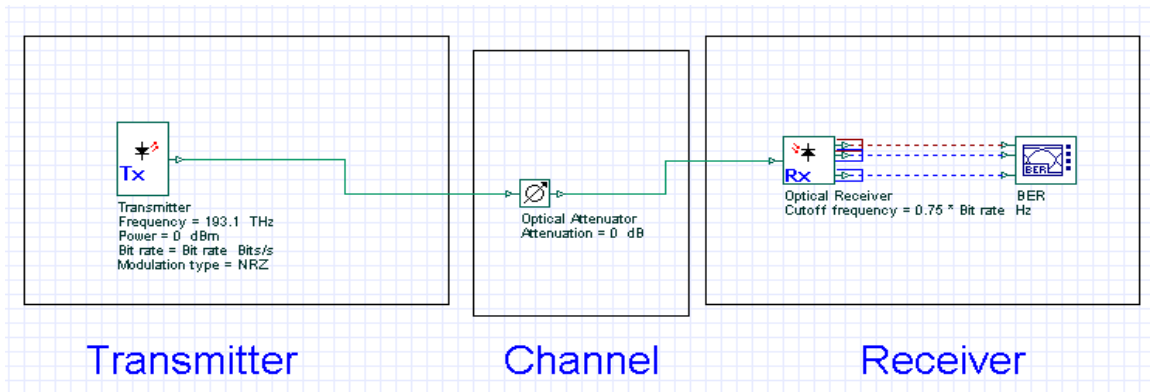 Tx
Transmitter
Frequency = 193.1 THz
Power = 0 dBm
Bit rate = Bit rate Bits/s
Modulation type = NRZ
Optical Attenuator
Attenuation = 0 dB
Rx
Optical Receiver
Cutoff frequency = 0.75 * Bit rate Hz
BER
BER
Transmitter
Channel
Receiver